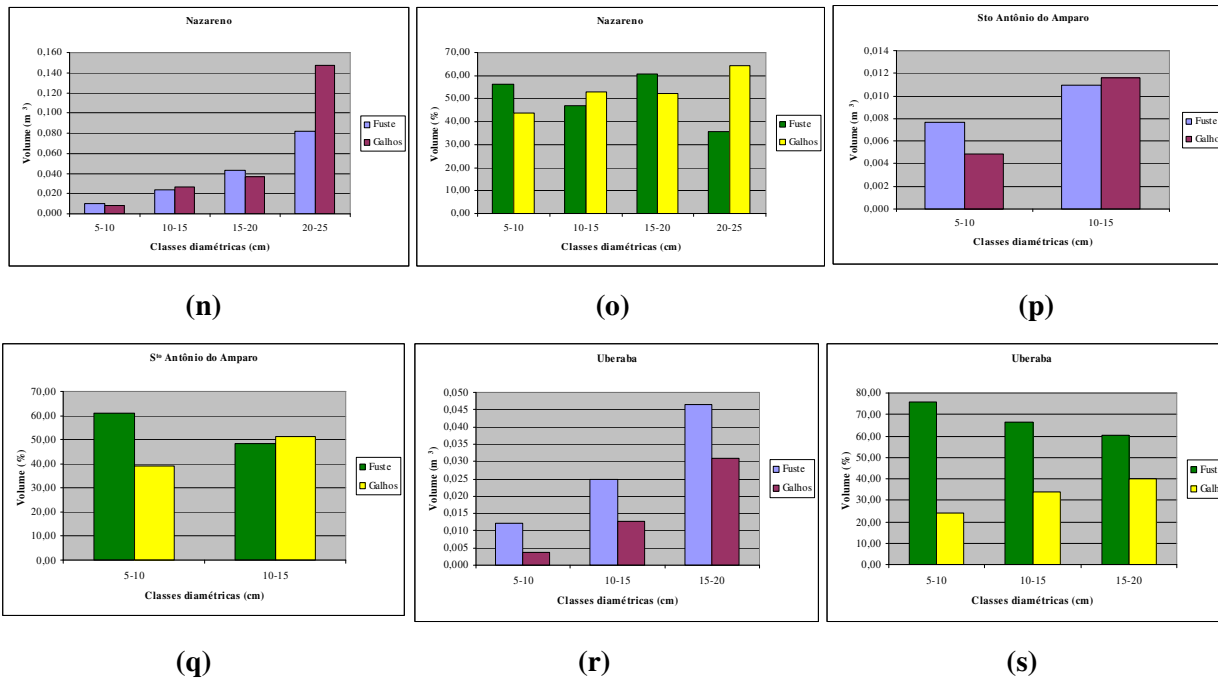 Nazareno
0,160
0,140
0,120
0,100
0,080
0,060
0,040
0,020
0,000
Volume (m ³)
5-10 10-15 15-20 20-25
Classes diamétricas (cm)
Fuste
Galhos
(n)
Nazareno
70,00
60,00
50,00
40,00
30,00
20,00
10,00
0,00
Volume (%)
5-10 10-15 15-20 20-25
Classes diamétricas (cm)
Fuste
Galhos
(o)
Sto Antônio do Amparo
0,014
0,012
0,010
0,008
0,006
0,004
0,002
0,000
Volume (m ³)
5-10 10-15
Classes diamétricas (cm)
Fuste
Galhos
(p)
Sᵗᵒ Antônio do Amparo
70,00
60,00
50,00
40,00
30,00
20,00
10,00
0,00
Volume (%)
5-10 10-15
Classes diamétricas (cm)
Fuste
Galhos
(q)
Uberaba
0,050
0,045
0,040
0,035
0,030
0,025
0,020
0,015
0,010
0,005
0,000
Volume (m ³)
5-10 10-15 15-20
Classes diamétricas (cm)
Fuste
Galhos
(r)
Uberaba
80,00
70,00
60,00
50,00
40,00
30,00
20,00
10,00
0,00
Volume (%)
5-10 10-15 15-20
Classes diamétricas (cm)
Fuste
Galhos
(s)